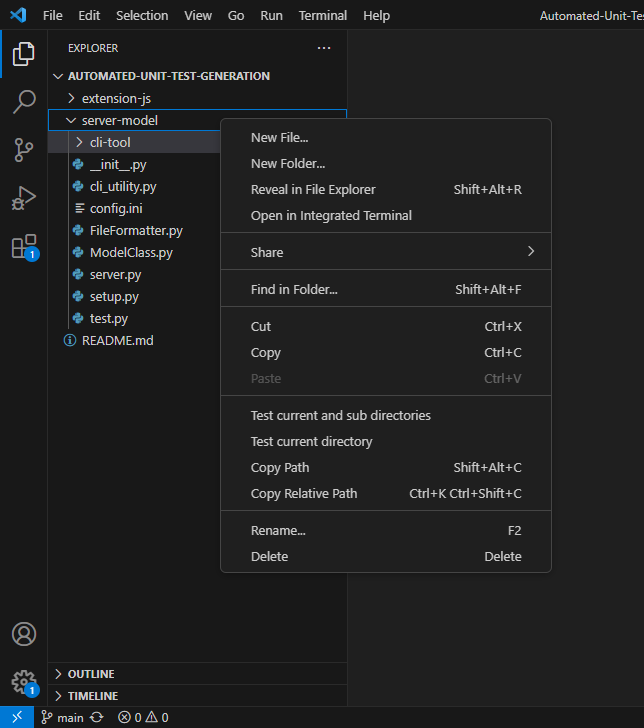 File Edit Selection View Go Run Terminal Help Automated-Unit-Tes
EXPLORER
AUTOMATED-UNIT-TEST-GENERATION
extension-js
server-model
cli-tool
__init__.py
cli_utility.py
config.ini
FileFormatter.py
ModelClass.py
server.py
setup.py
test.py
README.md
New File...
New Folder...
Reveal in File Explorer Shift+Alt+R
Open in Integrated Terminal
Share
Find in Folder... Shift+Alt+F
Cut Ctrl+X
Copy Ctrl+C
Paste Ctrl+V
Test current and sub directories
Test current directory
Copy Path Shift+Alt+C
Copy Relative Path Ctrl+K Ctrl+Shift+C
Rename... F2
Delete Delete
1
1
OUTLINE
TIMELINE
main 0 0